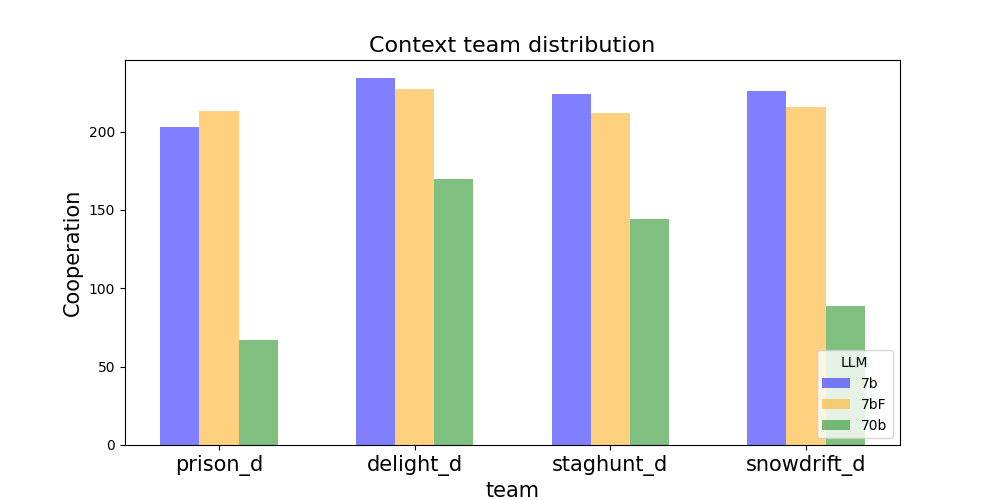 Context team distribution
Cooperation
200
150
100
50
0
LLM
7b
7bF
70b
prison_d
delight_d
staghunt_d
snowdrift_d
team